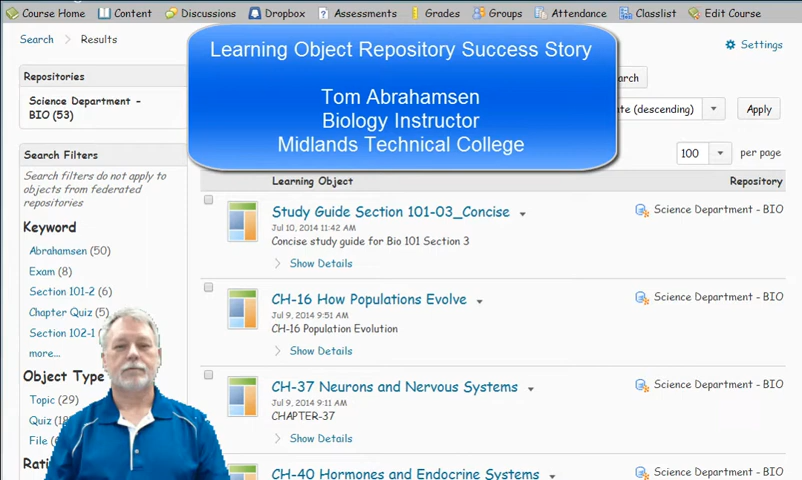 Course Home Content Discussions Dropbox Assessments Grades Groups Attendance Classlist Edit Course
Search > Results
Settings
Learning Object Repository Success Story
Tom Abrahamsen
Biology Instructor
Midlands Technical College
Repositories
Science Department -
BIO (53)
(descending)
Apply
100 per page
Search Filters
Search filters do not apply to
objects from federated
repositories
Keyword
Abrahamsen (50)
Exam (8)
Section 101-2 (6)
Chapter Quiz (5)
Section 102-1
more...
Object Type
Topic (29)
Quiz
File
Learning Object Repository
Study Guide Section 101-03_Concise Science Department - BIO
Jul 10, 2014 11:42 AM
Concise study guide for Bio 101 Section 3
Show Details
CH-16 How Populations Evolve Science Department - BIO
Jul 9, 2014 9:51 AM
CH-16 Population Evolution
Show Details
CH-37 Neurons and Nervous Systems Science Department - BIO
Jul 9, 2014 9:11 AM
CHAPTER-37
Show Details
CH-40 Hormones and Endocrine Systems Science Department - BIO